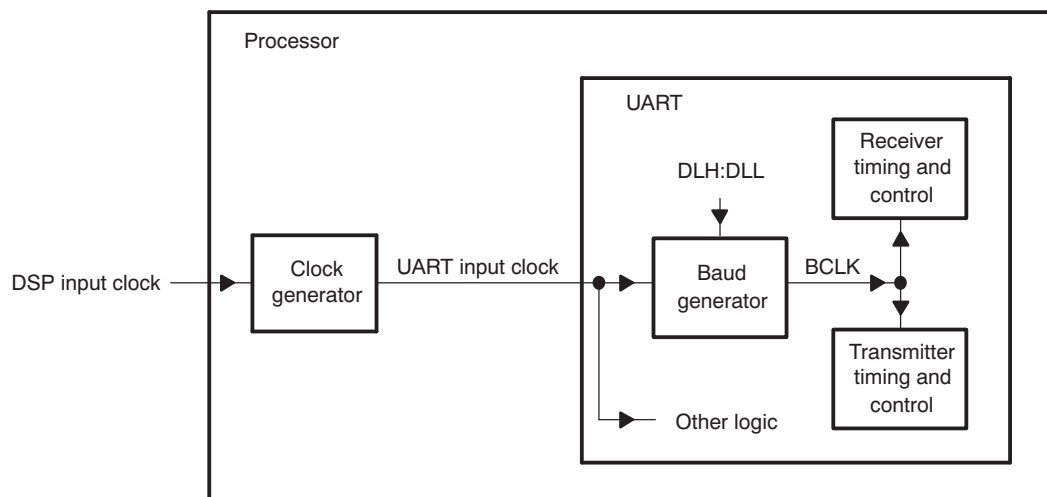 Processor
UART
Receiver
timing and
control
DLH:DLL
DSP input clock
Clock
generator
UART input clock
Baud
generator
BCLK
Transmitter
timing and
control
Other logic